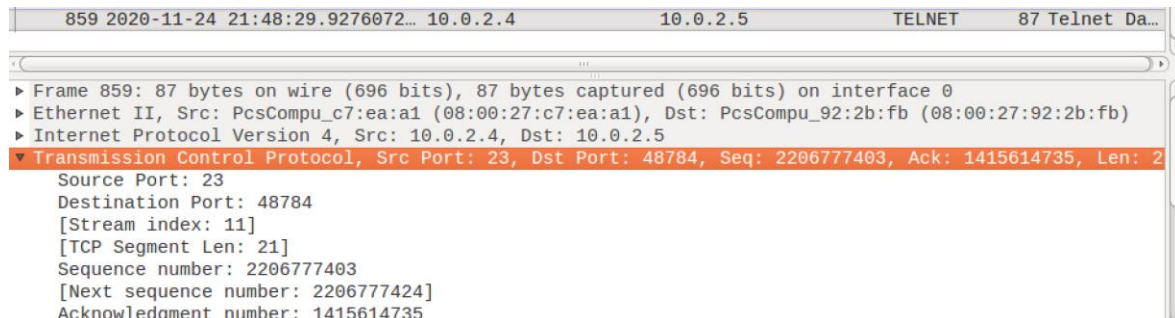 859 2020-11-24 21:48:29.9276072… 10.0.2.4 10.0.2.5 TELNET 87 Telnet Da…
Frame 859: 87 bytes on wire (696 bits), 87 bytes captured (696 bits) on interface 0
Ethernet II, Src: PcsCompu_c7:ea:a1 (08:00:27:c7:ea:a1), Dst: PcsCompu_92:2b:fb (08:00:27:92:2b:fb)
Internet Protocol Version 4, Src: 10.0.2.4, Dst: 10.0.2.5
Transmission Control Protocol, Src Port: 23, Dst Port: 48784, Seq: 2206777403, Ack: 1415614735, Len: 2
Source Port: 23
Destination Port: 48784
[Stream index: 11]
[TCP Segment Len: 21]
Sequence number: 2206777403
[Next sequence number: 2206777424]
Acknowledgment number: 1415614735